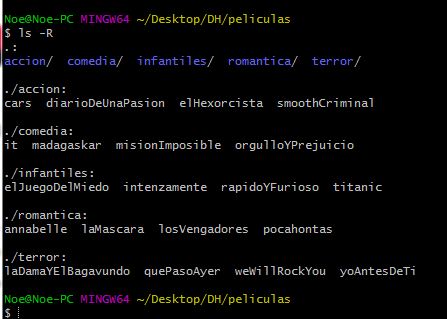 Noe@Noe-PC MINGW64 ~/Desktop/DH/peliculas
$ ls -R
.:
accion/  comedia/  infantiles/  romantica/  terror/

./accion:
cars  diarioDeUnaPasion  elHexorcista  smoothCriminal

./comedia:
it  madagaskar  misionImposible  orgulloYPrejuicio

./infantiles:
elJuegoDelMiedo  intenzamente  rapidoYFurioso  titanic

./romantica:
annabelle  laMascara  losVengadores  pocahontas

./terror:
laDamaYElBagavundo  quePasoAyer  weWillRockYou  yoAntesDeTi

Noe@Noe-PC MINGW64 ~/Desktop/DH/peliculas
$